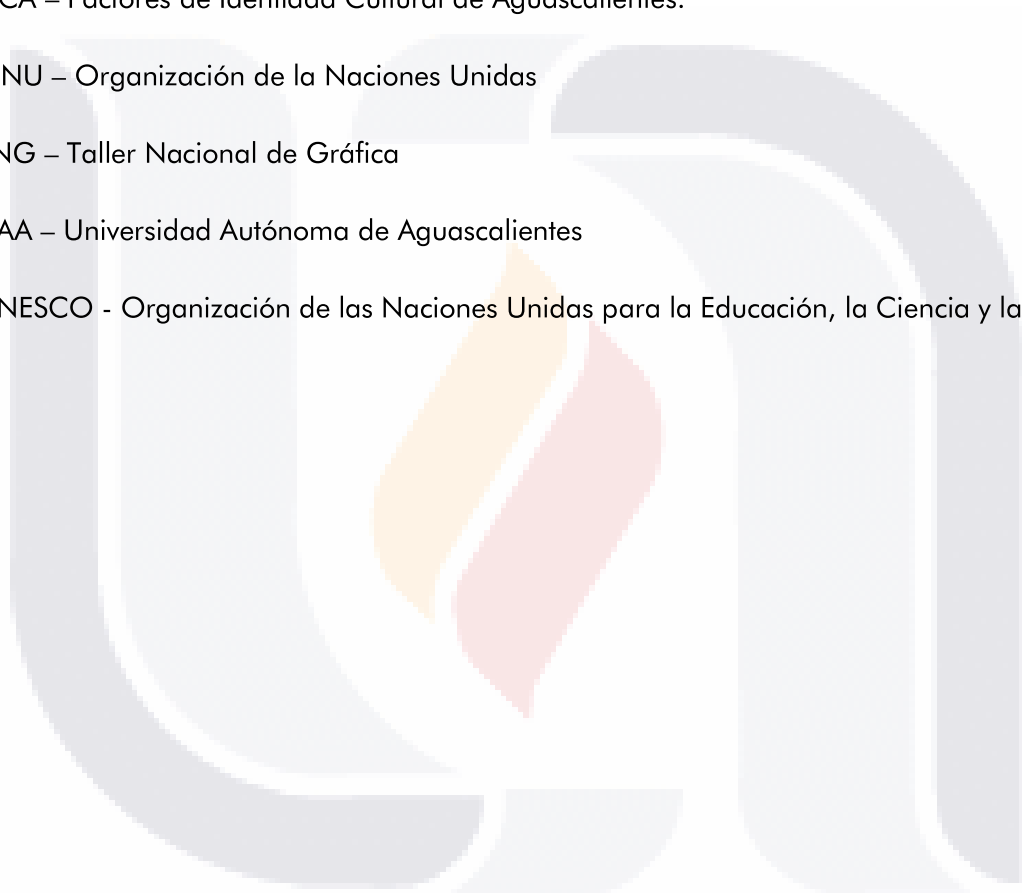 CA – Factores de Identidad Cultural de Aguascalientes.
NU – Organización de la Naciones Unidas
NG – Taller Nacional de Gráfica
AA – Universidad Autónoma de Aguascalientes
NESCO - Organización de las Naciones Unidas para la Educación, la Ciencia y la